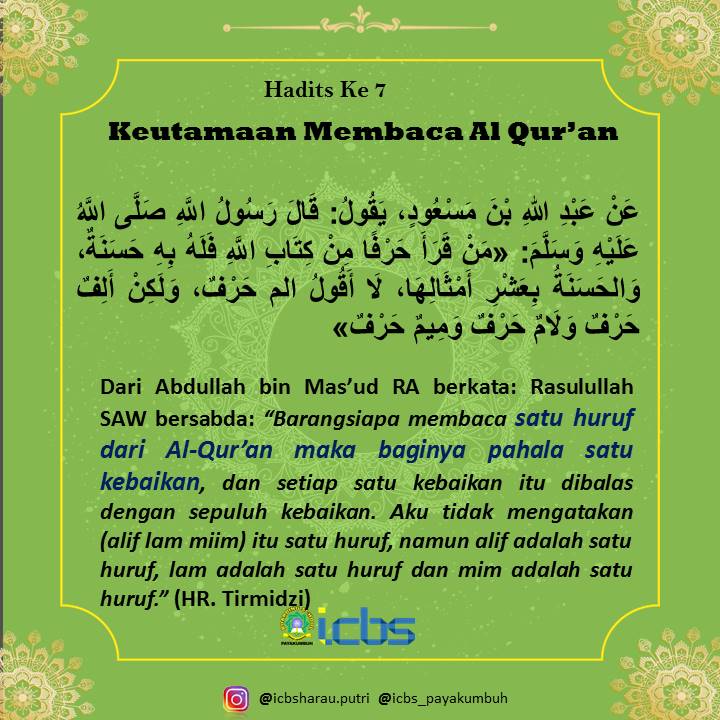 Hadits Ke 7
Keutamaan Membaca Al Qur’an
عَنْ عَبْدِ اللهِ بْنَ مَسْعُودٍ، يَقُولُ: قَالَ رَسُولُ اللَّهِ صَلَّى اللَّهُ
عَلَيْهِ وَسَلَّمَ: «مَنْ قَرَأَ حَرْفًا مِنْ كِتَابِ اللَّهِ فَلَهُ بِهِ حَسَنَةٌ،
وَالحَسَنَةُ بِعَشْرِ أَمْثَالِهَا، لَا أَقُولُ الم حَرْفٌ، وَلَكِنْ أَلِفٌ
حَرْفٌ وَلَامٌ حَرْفٌ وَمِيمٌ حَرْفٌ»
Dari Abdullah bin Mas’ud RA berkata: Rasulullah
SAW bersabda: “Barangsiapa membaca satu huruf
dari Al-Qur’an maka baginya pahala satu
kebaikan, dan setiap satu kebaikan itu dibalas
dengan sepuluh kebaikan. Aku tidak mengatakan
(alif lam miim) itu satu huruf, namun alif adalah satu
huruf, lam adalah satu huruf dan mim adalah satu
huruf.” (HR. Tirmidzi)
icbs
PAYAKUMBUH
@icbsharau.putri @icbs_payakumbuh